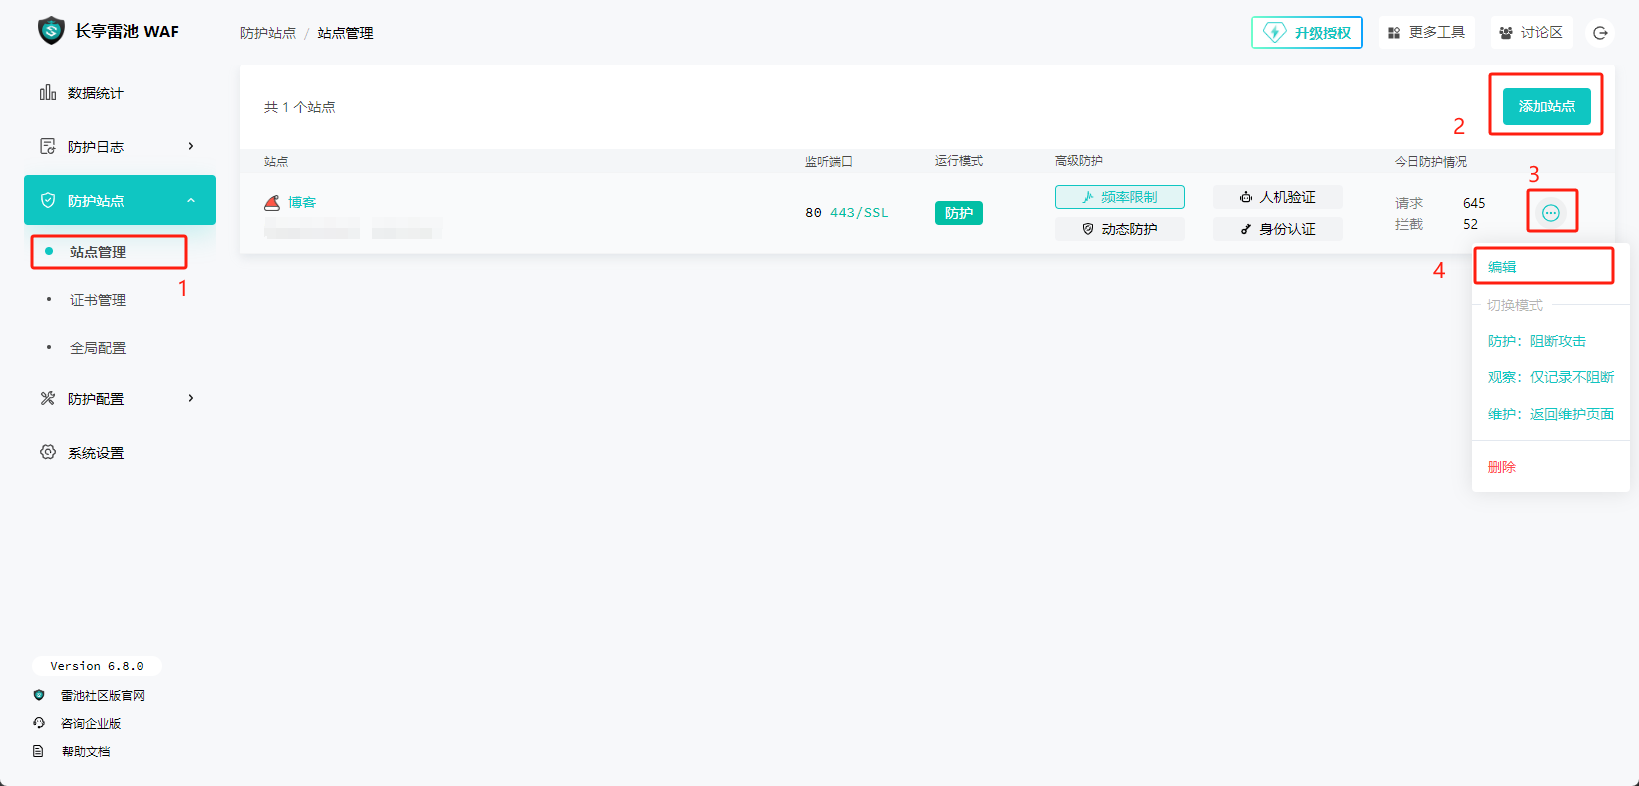 长亭雷池 WAF
防护站点 / 站点管理
升级授权
更多工具
讨论区
数据统计
防护日志
防护站点
站点管理
1
证书管理
全局配置
防护配置
系统设置
共 1 个站点
添加站点
2
站点
监听端口
运行模式
高级防护
今日防护情况
博客
80 443/SSL
防护
频率限制
人机验证
动态防护
身份认证
请求 645
拦截 52
3
4
编辑
切换模式
防护：阻断攻击
观察：仅记录不阻断
维护：返回维护页面
删除
Version 6.8.0
雷池社区版官网
咨询企业版
帮助文档